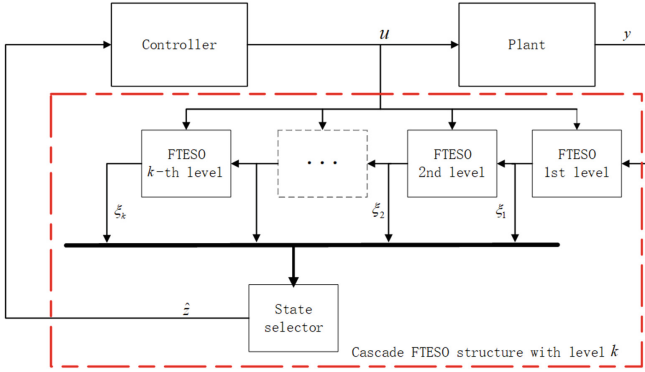 Controller
u
Plant
y
FTESO
k-th level
...
FTESO
2nd level
FTESO
1st level
ξk
ξ2
ξ1
ẑ
State
selector
Cascade FTESO structure with level k